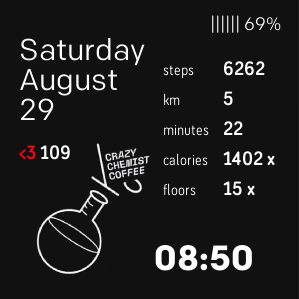 |||||| 69%
Saturday
August
29
<3 109
steps 6262
km 5
minutes 22
calories 1402 x
floors 15 x
CRAZY
CHEMIST
COFFEE
08:50